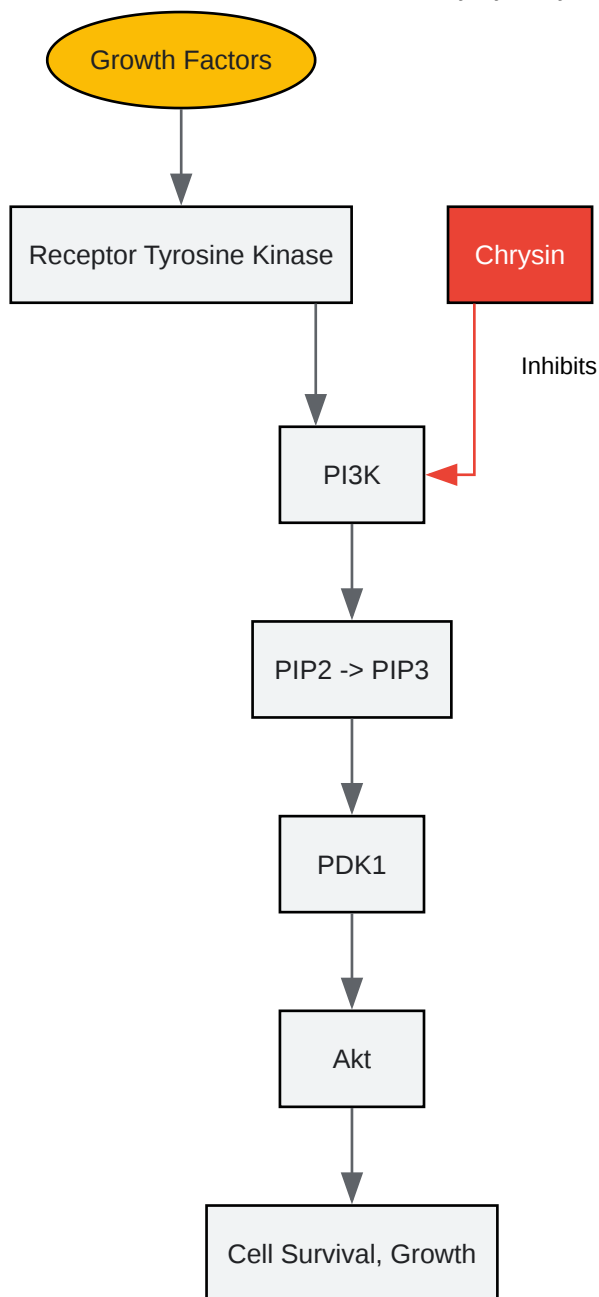 Growth Factors
Receptor Tyrosine Kinase
Chrysin
Inhibits
PI3K
PIP2 -> PIP3
PDK1
Akt
Cell Survival, Growth